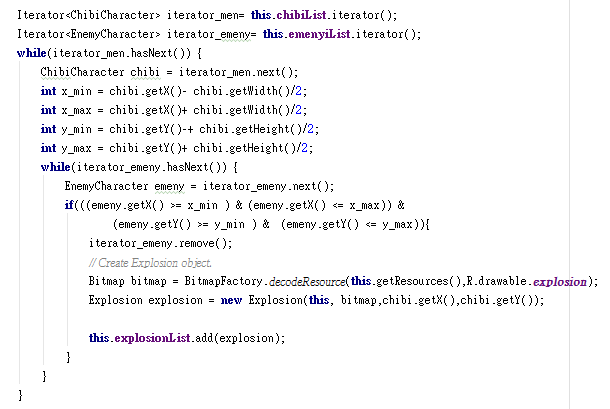 Iterator<ChibiCharacter> iterator_men= this.chibiList.iterator();
Iterator<EnemyCharacter> iterator_emeny= this.emenyiList.iterator();
while(iterator_men.hasNext()) {
ChibiCharacter chibi = iterator_men.next();
int x_min = chibi.getX()- chibi.getWidth()/2;
int x_max = chibi.getX()+ chibi.getWidth()/2;
int y_min = chibi.getY()-+ chibi.getHeight()/2;
int y_max = chibi.getY()+ chibi.getHeight()/2;
while(iterator_emeny.hasNext()) {
EnemyCharacter emeny = iterator_emeny.next();
if(((emeny.getX() >= x_min ) & (emeny.getX() <= x_max)) &
(emeny.getY() >= y_min ) & (emeny.getY() <= y_max)){
iterator_emeny.remove();
// Create Explosion object.
Bitmap bitmap = BitmapFactory.decodeResource(this.getResources(),R.drawable.explosion);
Explosion explosion = new Explosion(this, bitmap,chibi.getX(),chibi.getY());
this.explosionList.add(explosion);
}
}
}